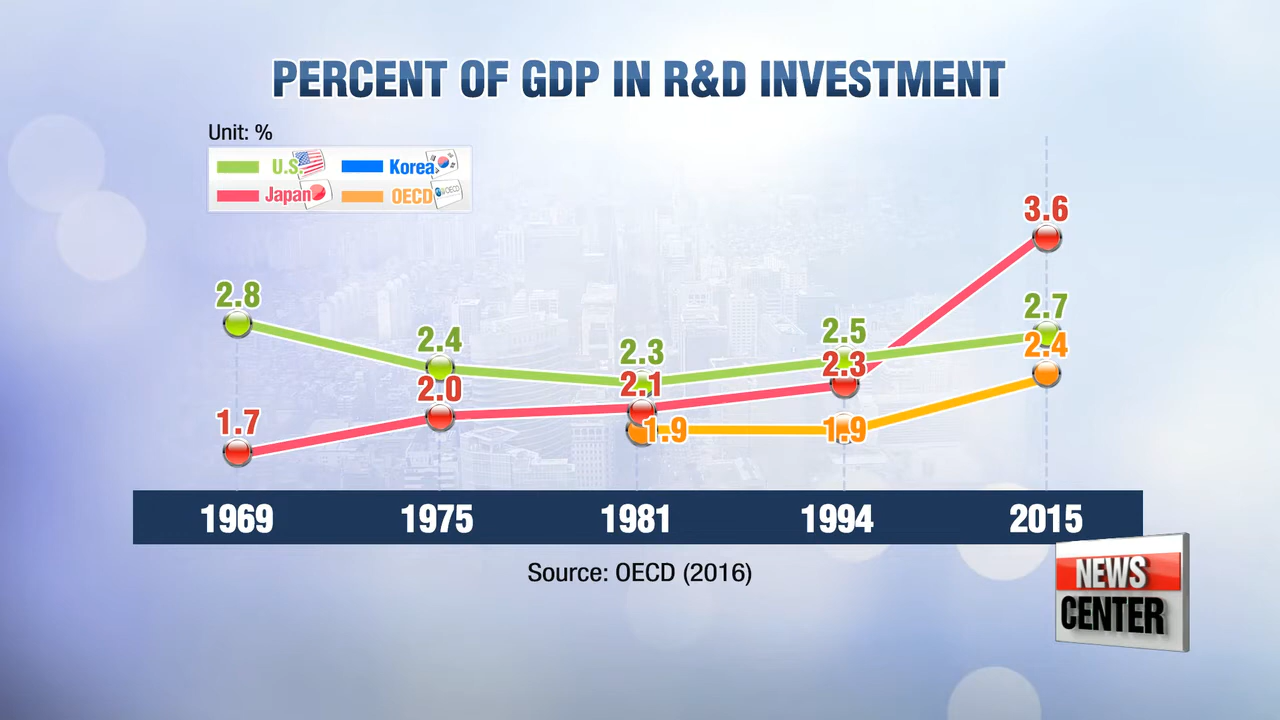 PERCENT OF GDP IN R&D INVESTMENT
Unit: %
U.S. Korea
Japan OECD
OECD
3.6
2.8
2.7
2.5
2.4
2.4
2.3
2.3
2.1
2.0
1.9
1.9
1.7
1969 1975 1981 1994 2015
Source: OECD (2016)
NEWS
CENTER